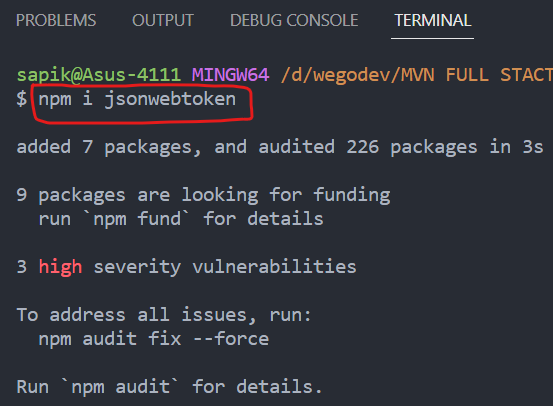 PROBLEMS OUTPUT DEBUG CONSOLE TERMINAL
sapik@Asus-4111 MINGW64 /d/wegodev/MVN FULL STACT
$ npm i jsonwebtoken
added 7 packages, and audited 226 packages in 3s
9 packages are looking for funding
run `npm fund` for details
3 high severity vulnerabilities
To address all issues, run:
npm audit fix --force
Run `npm audit` for details.